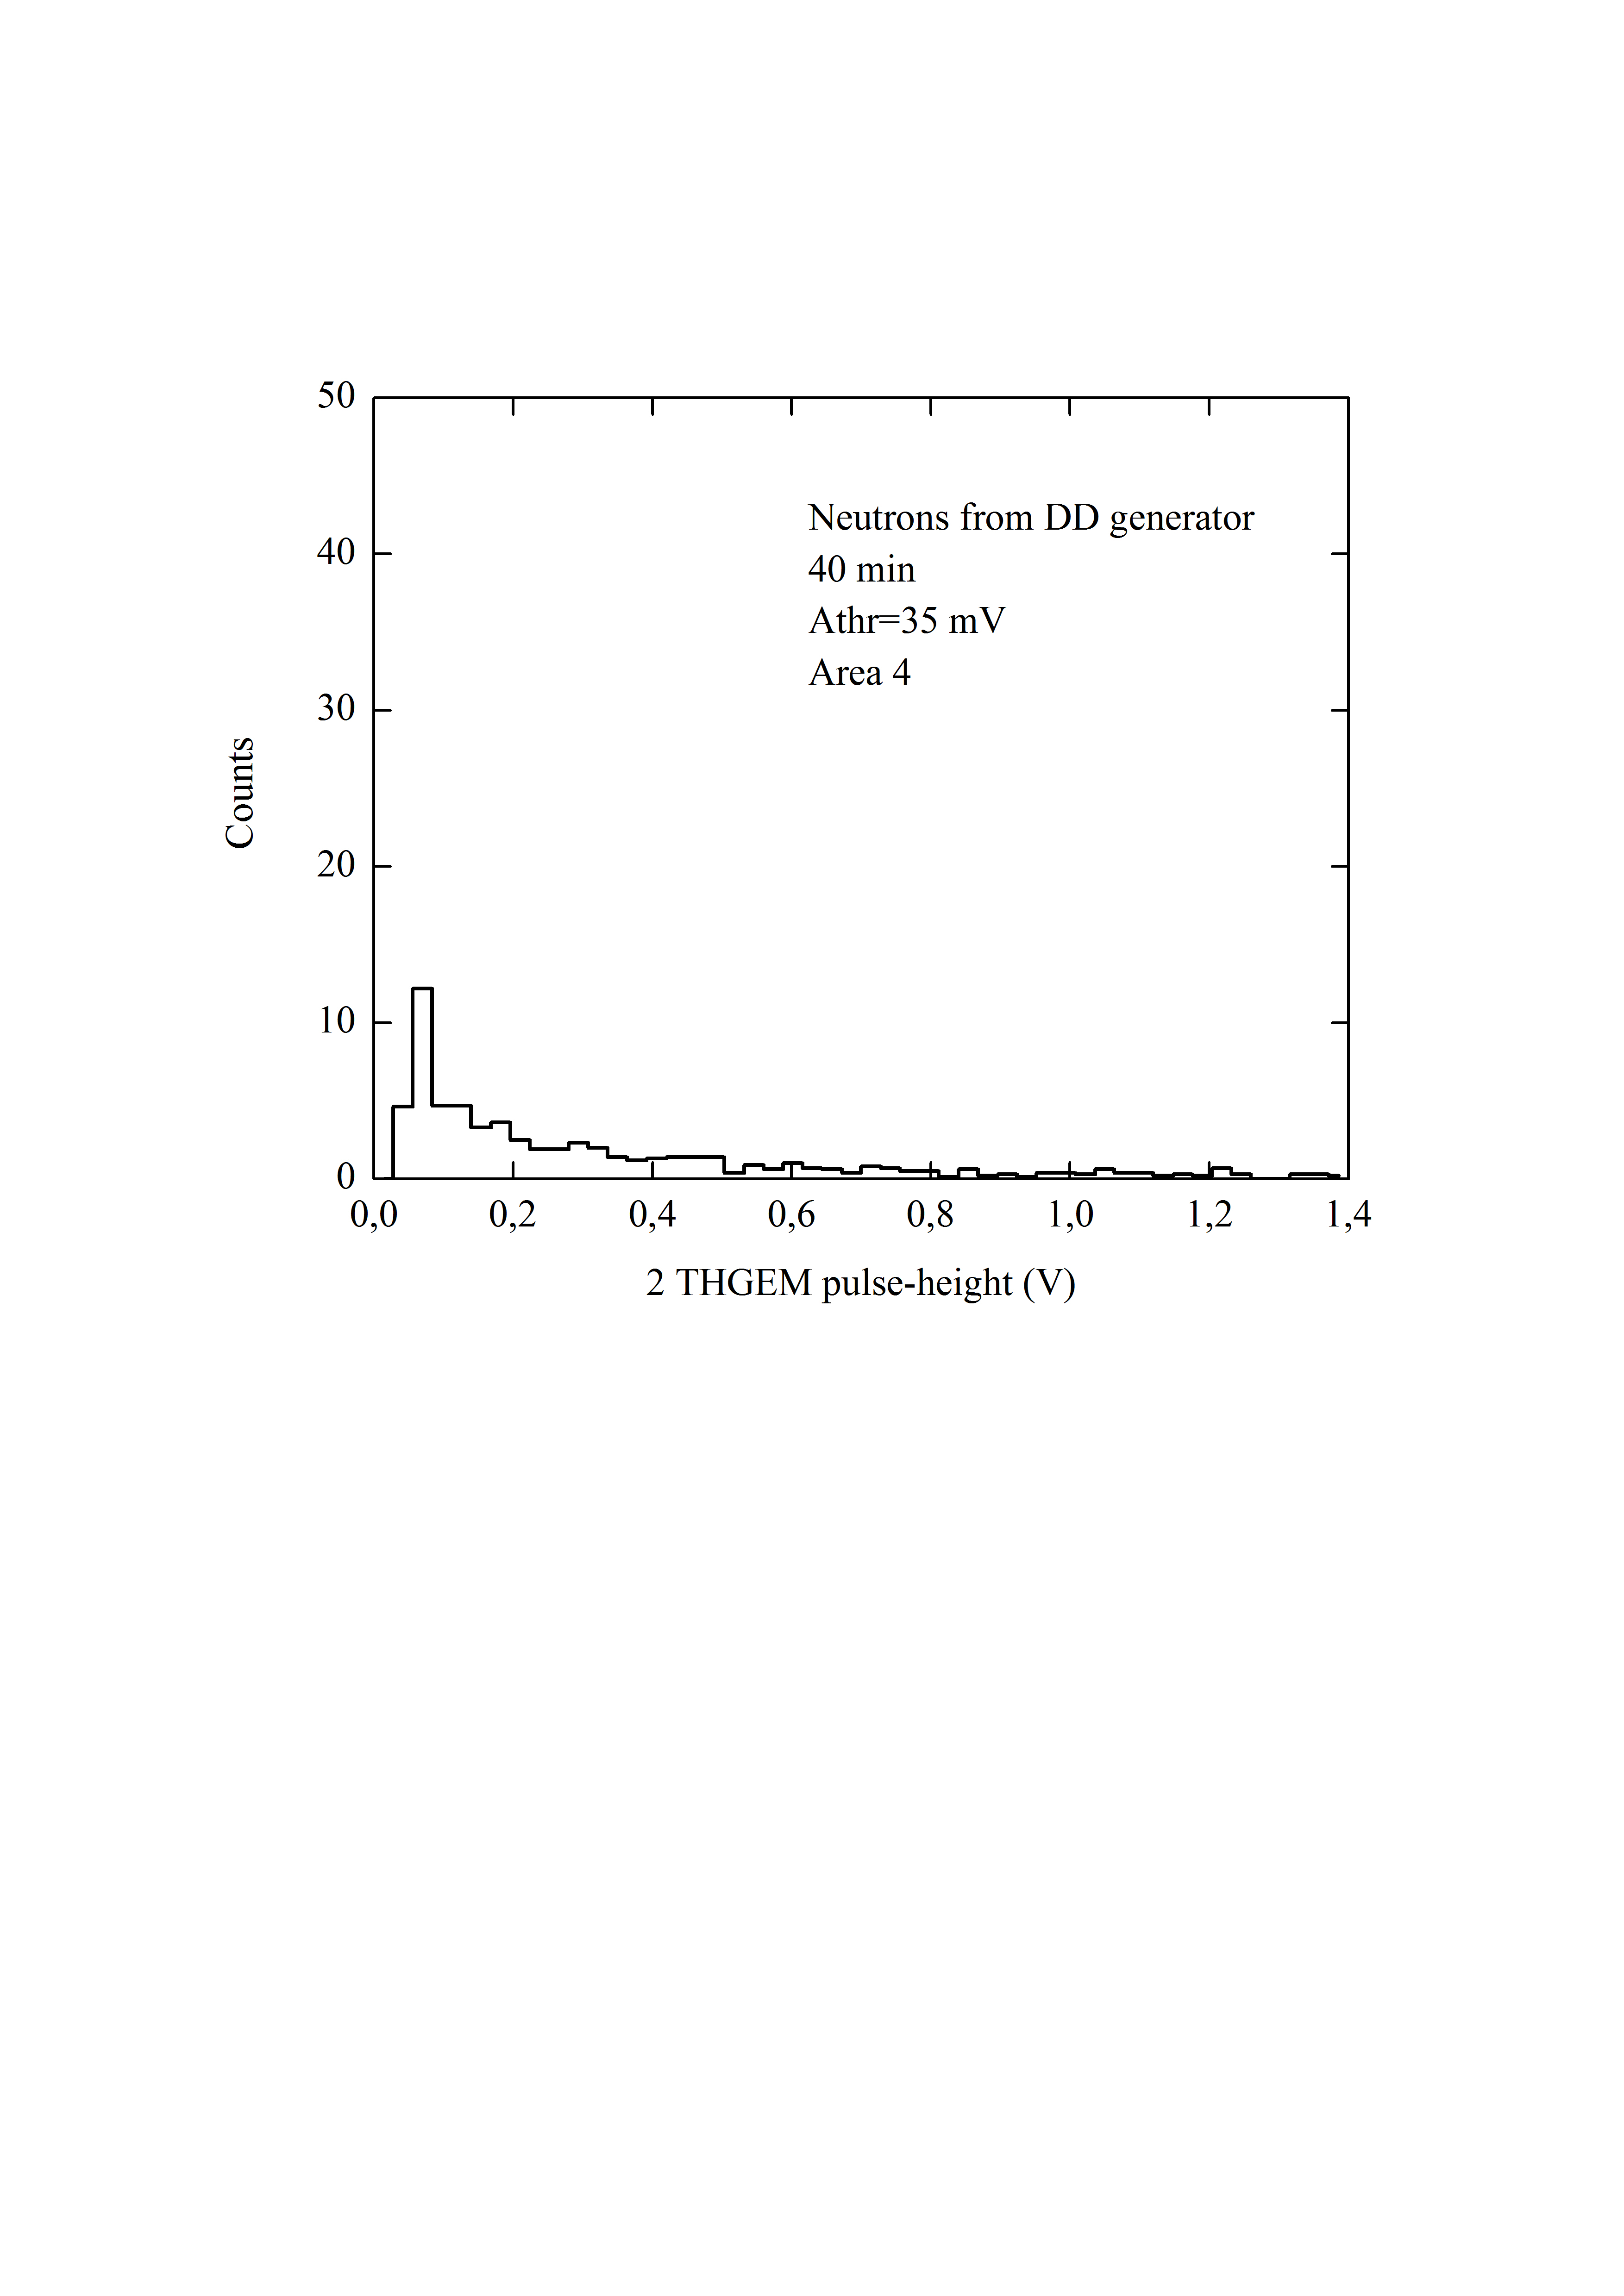 50
40
30
20
10
0
Counts
Neutrons from DD generator
40 min
Athr=35 mV
Area 4
0,0 0,2 0,4 0,6 0,8 1,0 1,2 1,4
2 THGEM pulse-height (V)